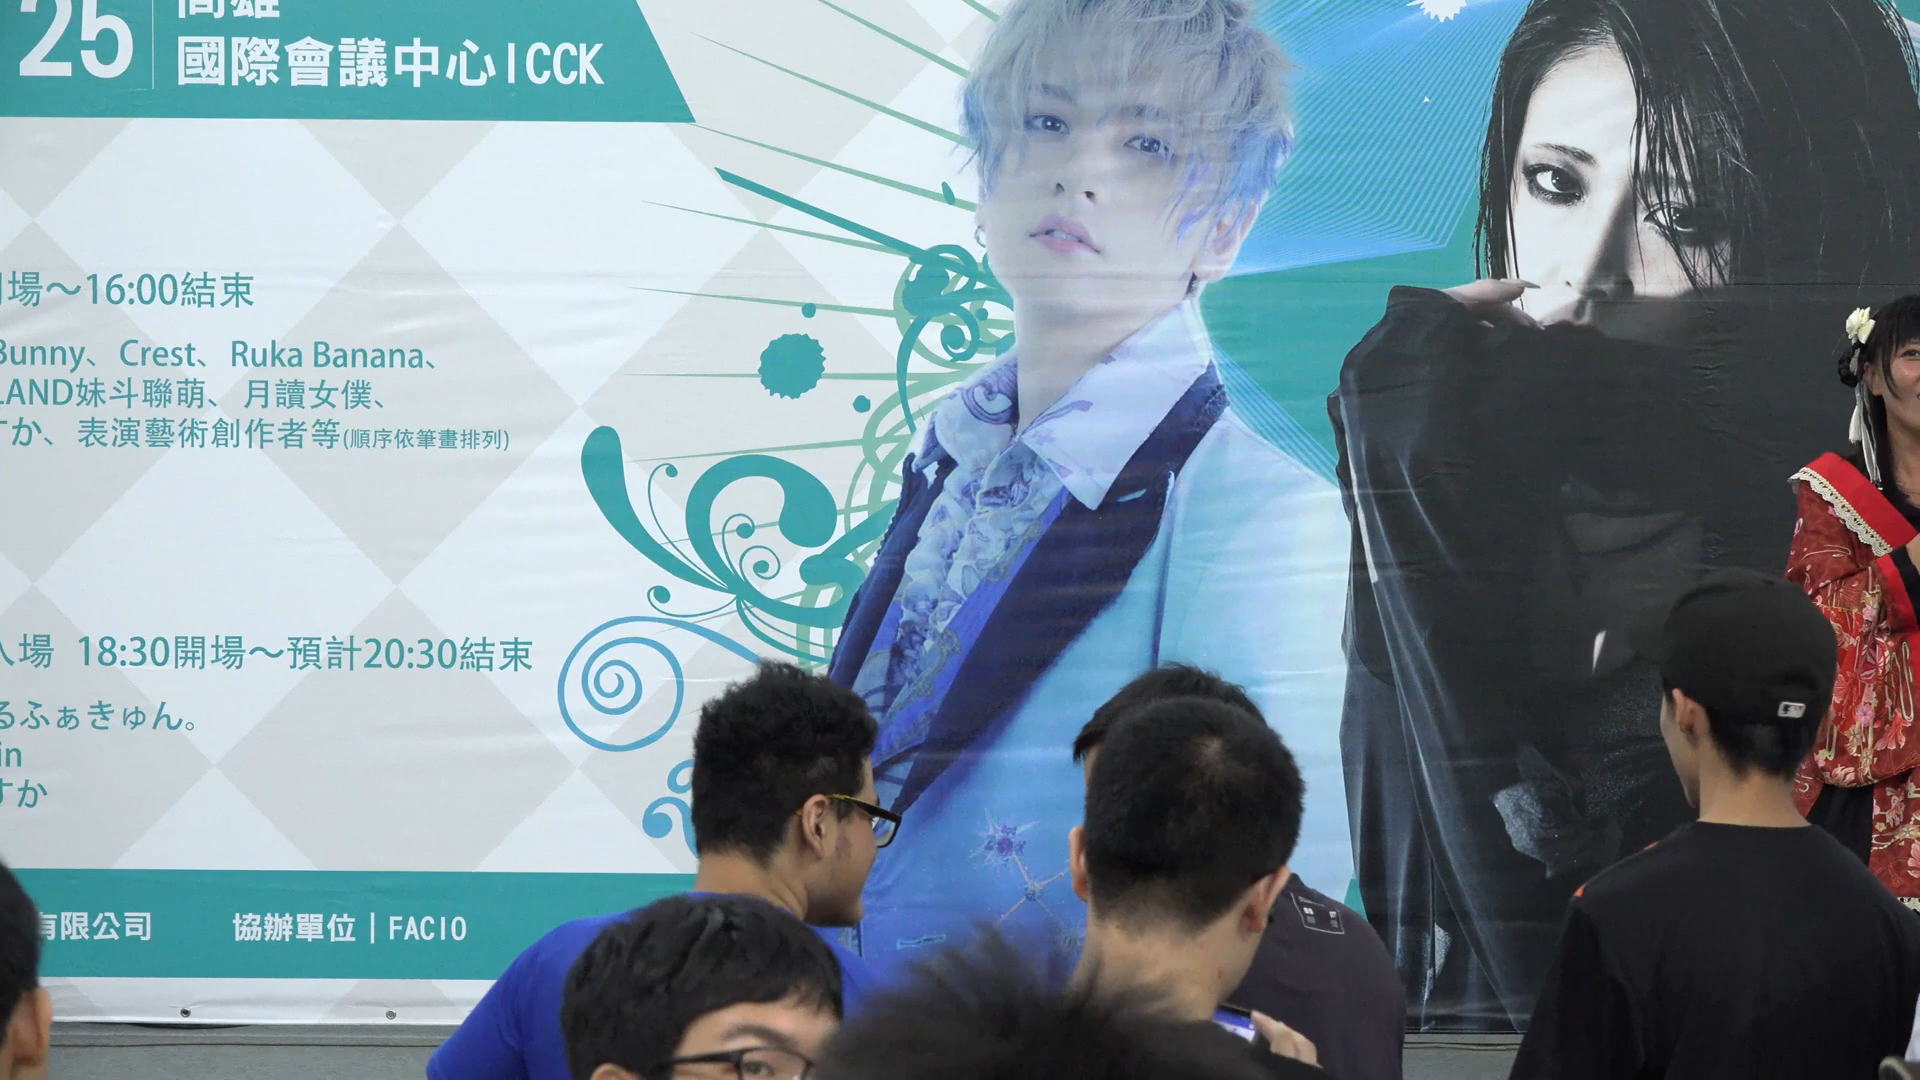 25
高雄
國際會議中心ICCK
場～16:00結束
Bunny、Crest、Ruka Banana、
LAND妹斗聯萌、月讀女僕、
すか、表演藝術創作者等(順序依筆畫排列)
入場 18:30開場～預計20:30結束
るふぁきゅん。
in
すか
有限公司 協辦單位 | FACIO